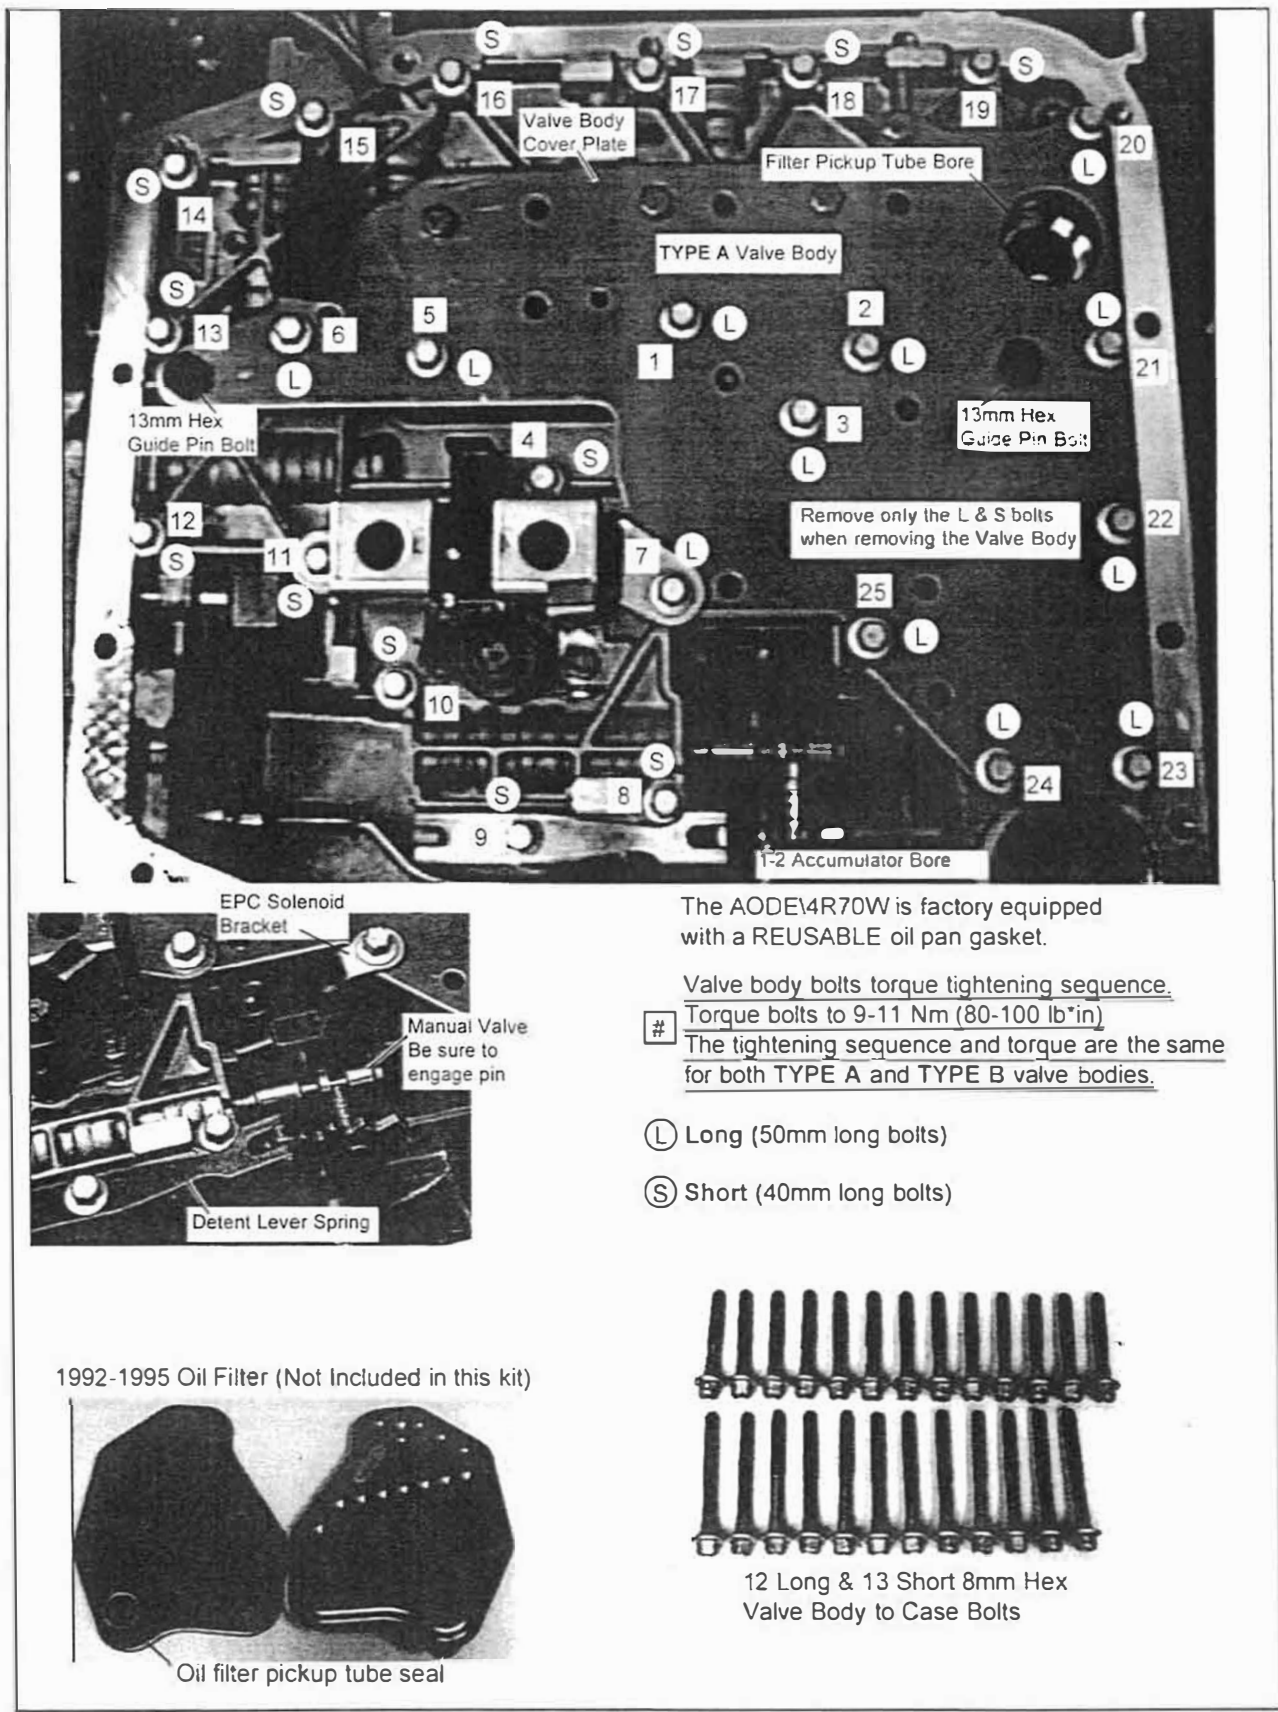 S
S
S
S
S
16
17
18
19
20
15
Valve Body
Cover Plate
Filter Pickup Tube Bore
L
S
14
TYPE A Valve Body
S
13
6
5
L
L
1
L
2
L
L
21
13mm Hex
Guide Pin Bolt
3
L
13mm Hex
Guide Pin Bolt
4
S
12
S
11
S
7
L
Remove only the L & S bolts
when removing the Valve Body
22
L
25
L
S
10
L
L
S
S
8
9
24
23
1-2 Accumulator Bore
EPC Solenoid
Bracket
Manual Valve
Be sure to
engage pin
Detent Lever Spring
The AODE\4R70W is factory equipped
with a REUSABLE oil pan gasket.
Valve body bolts torque tightening sequence.
# Torque bolts to 9-11 Nm (80-100 lb*in)
The tightening sequence and torque are the same
for both TYPE A and TYPE B valve bodies.
L Long (50mm long bolts)
S Short (40mm long bolts)
1992-1995 Oil Filter (Not Included in this kit)
Oil filter pickup tube seal
12 Long & 13 Short 8mm Hex
Valve Body to Case Bolts